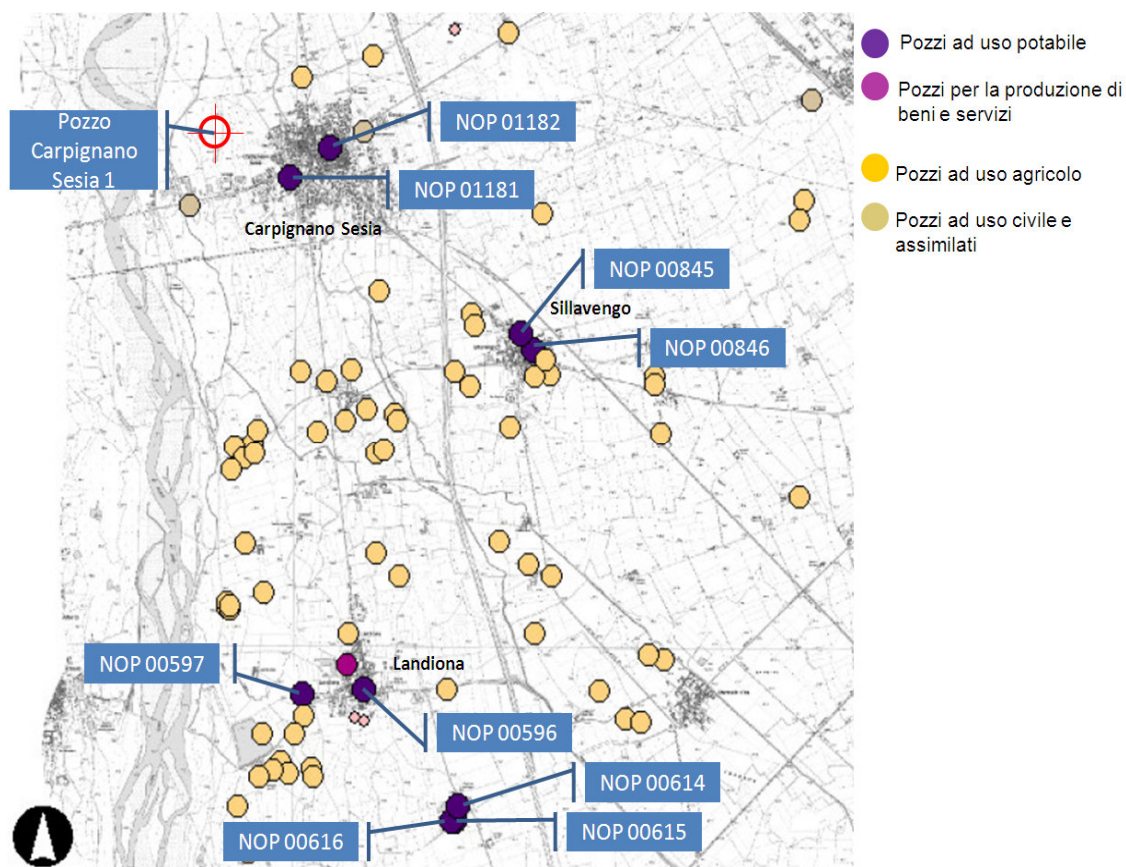 Pozzo
Carpignano
Sesia 1
NOP 01182
NOP 01181
Carpignano Sesia
NOP 00845
Sillavengo
NOP 00846
NOP 00597
Landiona
NOP 00596
NOP 00614
NOP 00616
NOP 00615
Pozzi ad uso potabile
Pozzi per la produzione di
beni e servizi
Pozzi ad uso agricolo
Pozzi ad uso civile e
assimilati